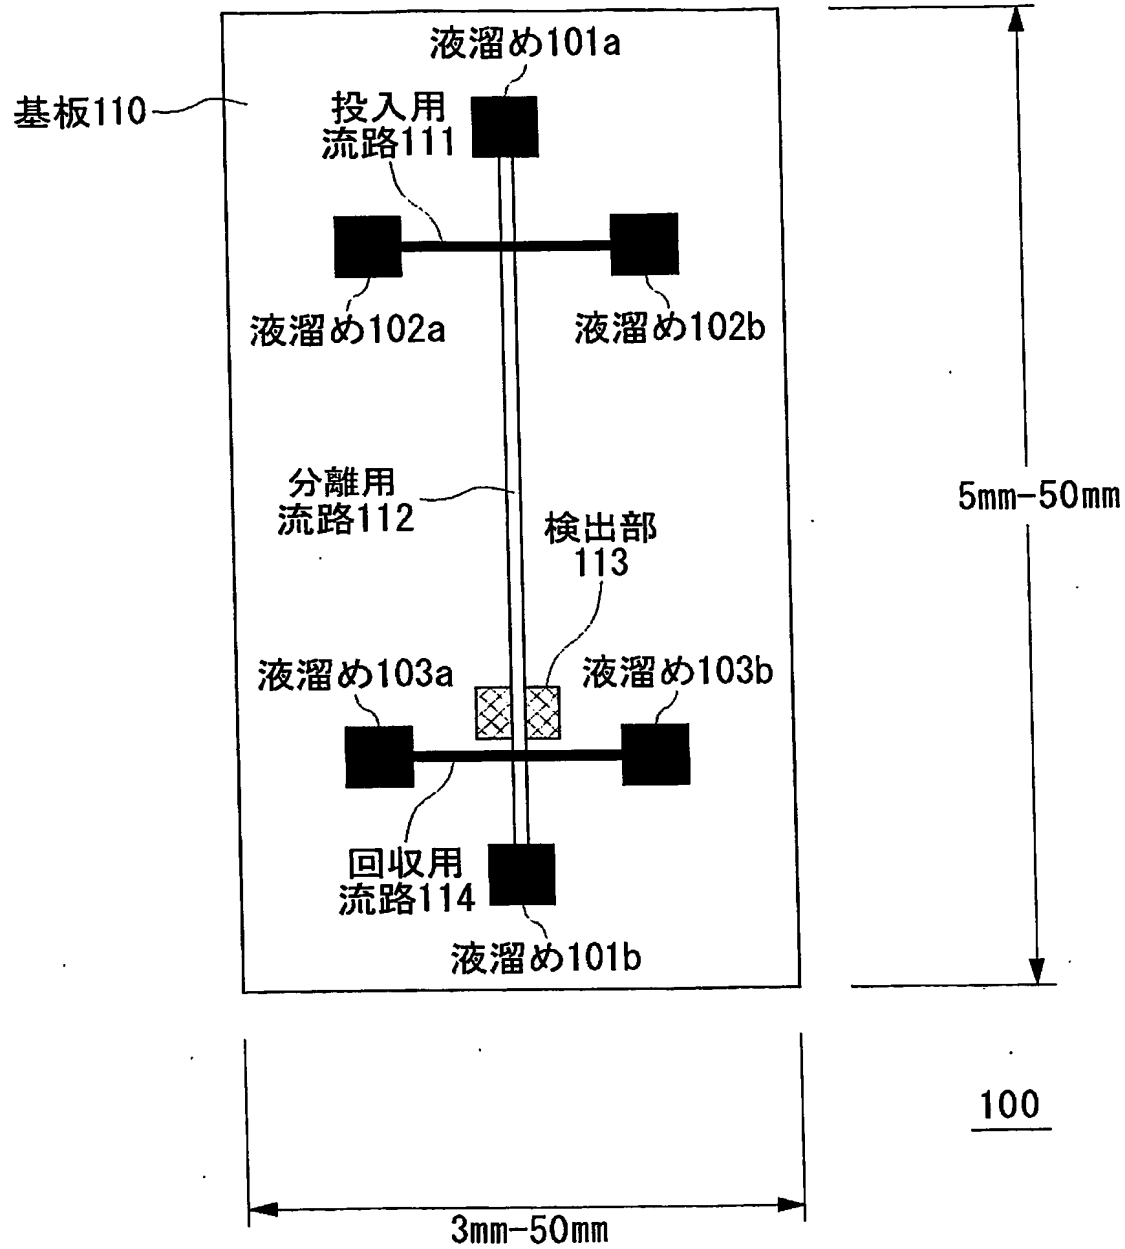 液溜め101a
基板110
投入用
流路111
液溜め102a
液溜め102b
分離用
流路112
検出部
113
5mm-50mm
液溜め103a
液溜め103b
回収用
流路114
液溜め101b
100
3mm-50mm